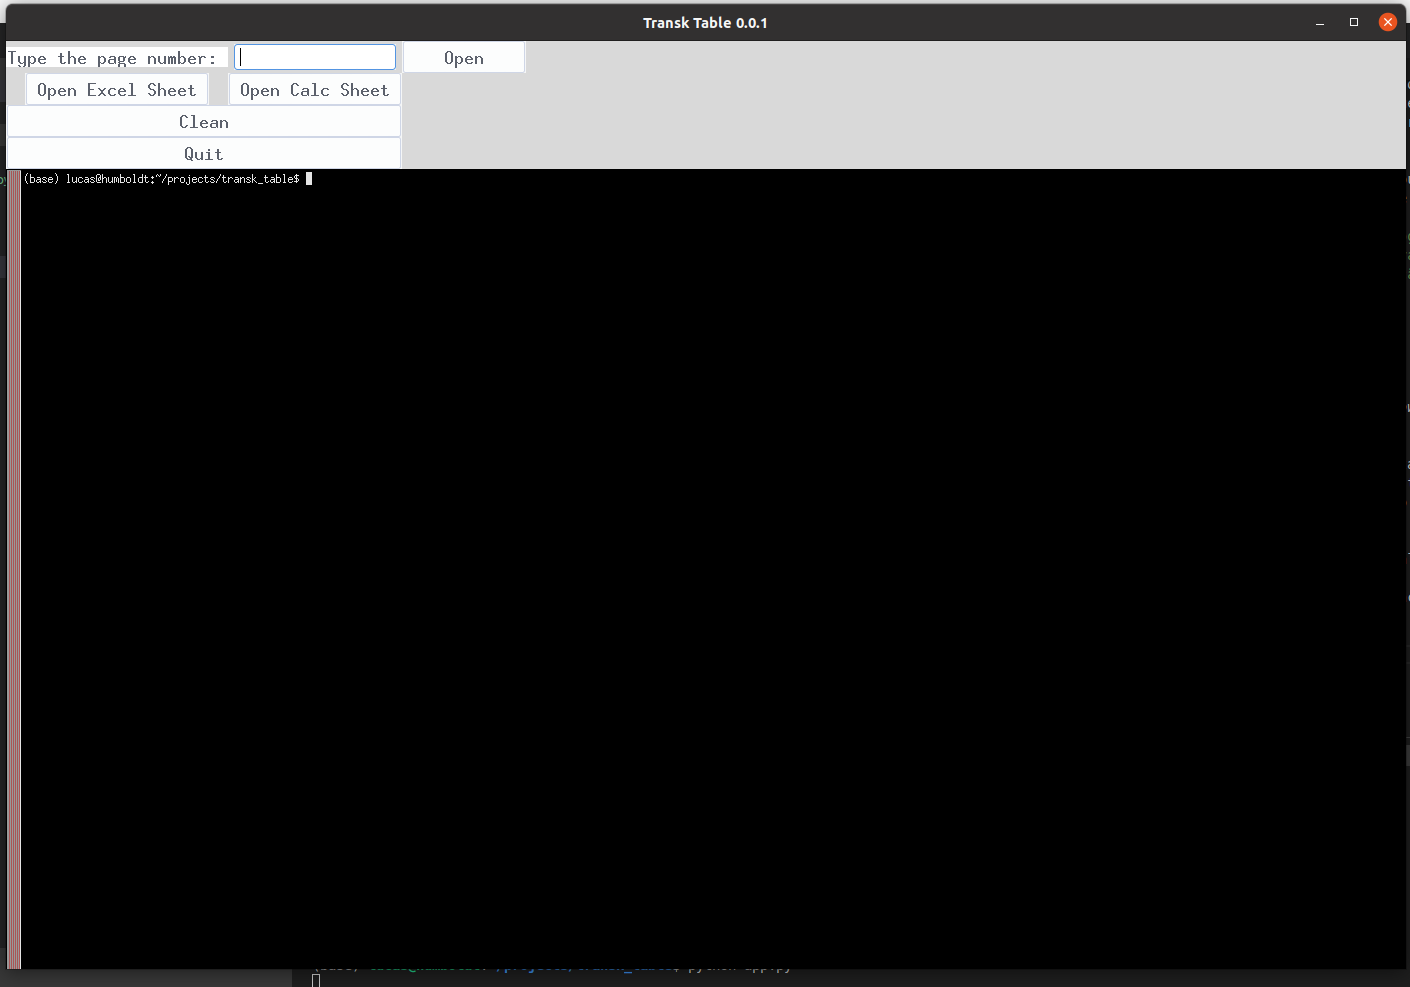 Transk Table 0.0.1
Type the page number:
Open
Open Excel Sheet
Open Calc Sheet
Clean
Quit
(base) lucas@humboldt:~/projects/transk_table$